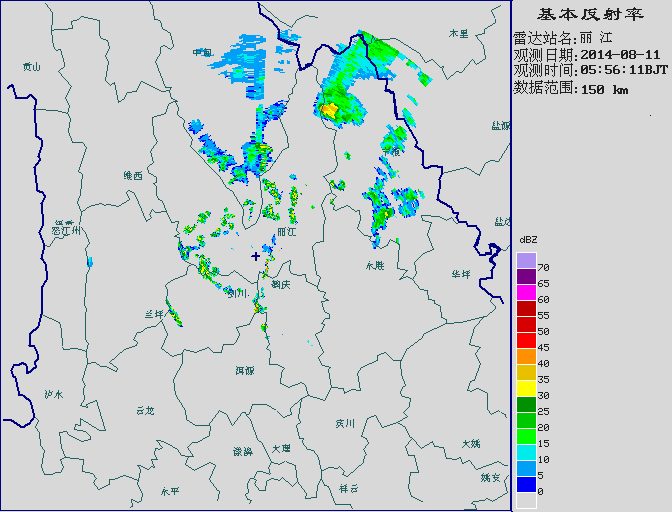 基本反射率
雷达站名:丽 江
观测日期:2014-08-11
观测时间:05:56:11BJT
数据范围:150 km
dBZ
70
65
60
55
50
45
40
35
30
25
20
15
10
5
0
木里
中甸
贡山
盐源
宁蒗
维西
盐边
怒江州
丽江
永胜
华坪
鹤庆
剑川
兰坪
洱源
泸水
云龙
宾川
大姚
漾濞
大理
姚安
永平
祥云